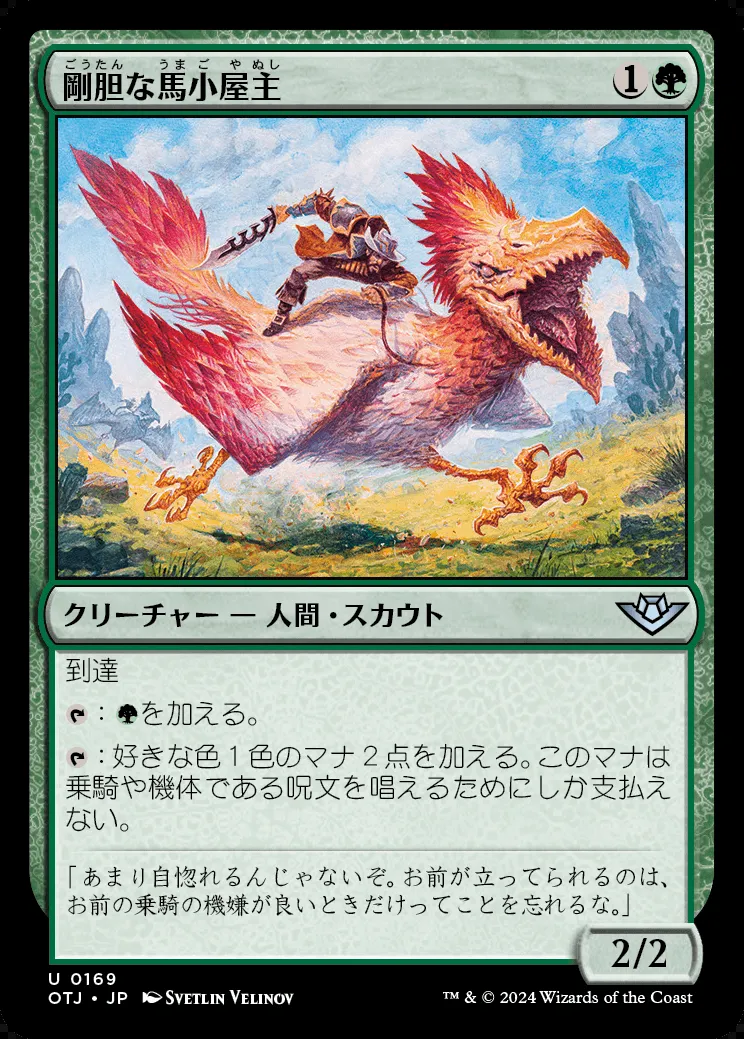 ごうたん うまごやぬし
剛胆な馬小屋主 1
クリーチャー — 人間・スカウト
到達
：を加える。
：好きな色１色のマナ２点を加える。このマナは
乗騎や機体である呪文を唱えるためにしか支払え
ない。
「あまり自惚れるんじゃないぞ。お前が立ってられるのは、
お前の乗騎の機嫌が良いときだけってことを忘れるな。」
2/2
U 0169
OTJ • JP Svetlin Velinov ™ & © 2024 Wizards of the Coast